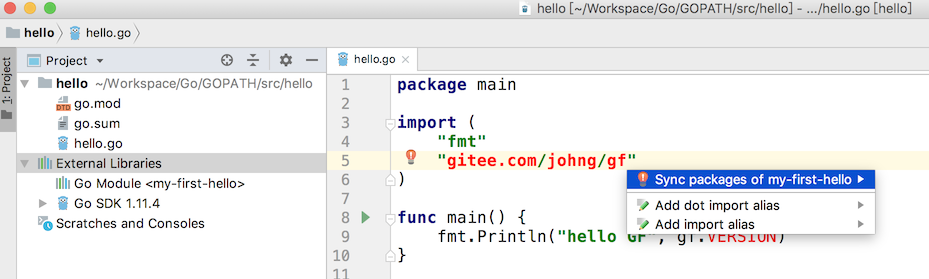 hello [~/Workspace/Go/GOPATH/src/hello] - .../hello.go [hello]
hello hello.go
1: Project
Project
hello ~/Workspace/Go/GOPATH/src/hello
go.mod
go.sum
hello.go
External Libraries
Go Module <my-first-hello>
Go SDK 1.11.4
Scratches and Consoles
hello.go
1 package main
2
3 import (
4 "fmt"
5 "gitee.com/johng/gf"
6 )
7
8 func main() {
9 fmt.Println("hello GF", gf.VERSION)
10 }
11
Sync packages of my-first-hello
Add dot import alias
Add import alias